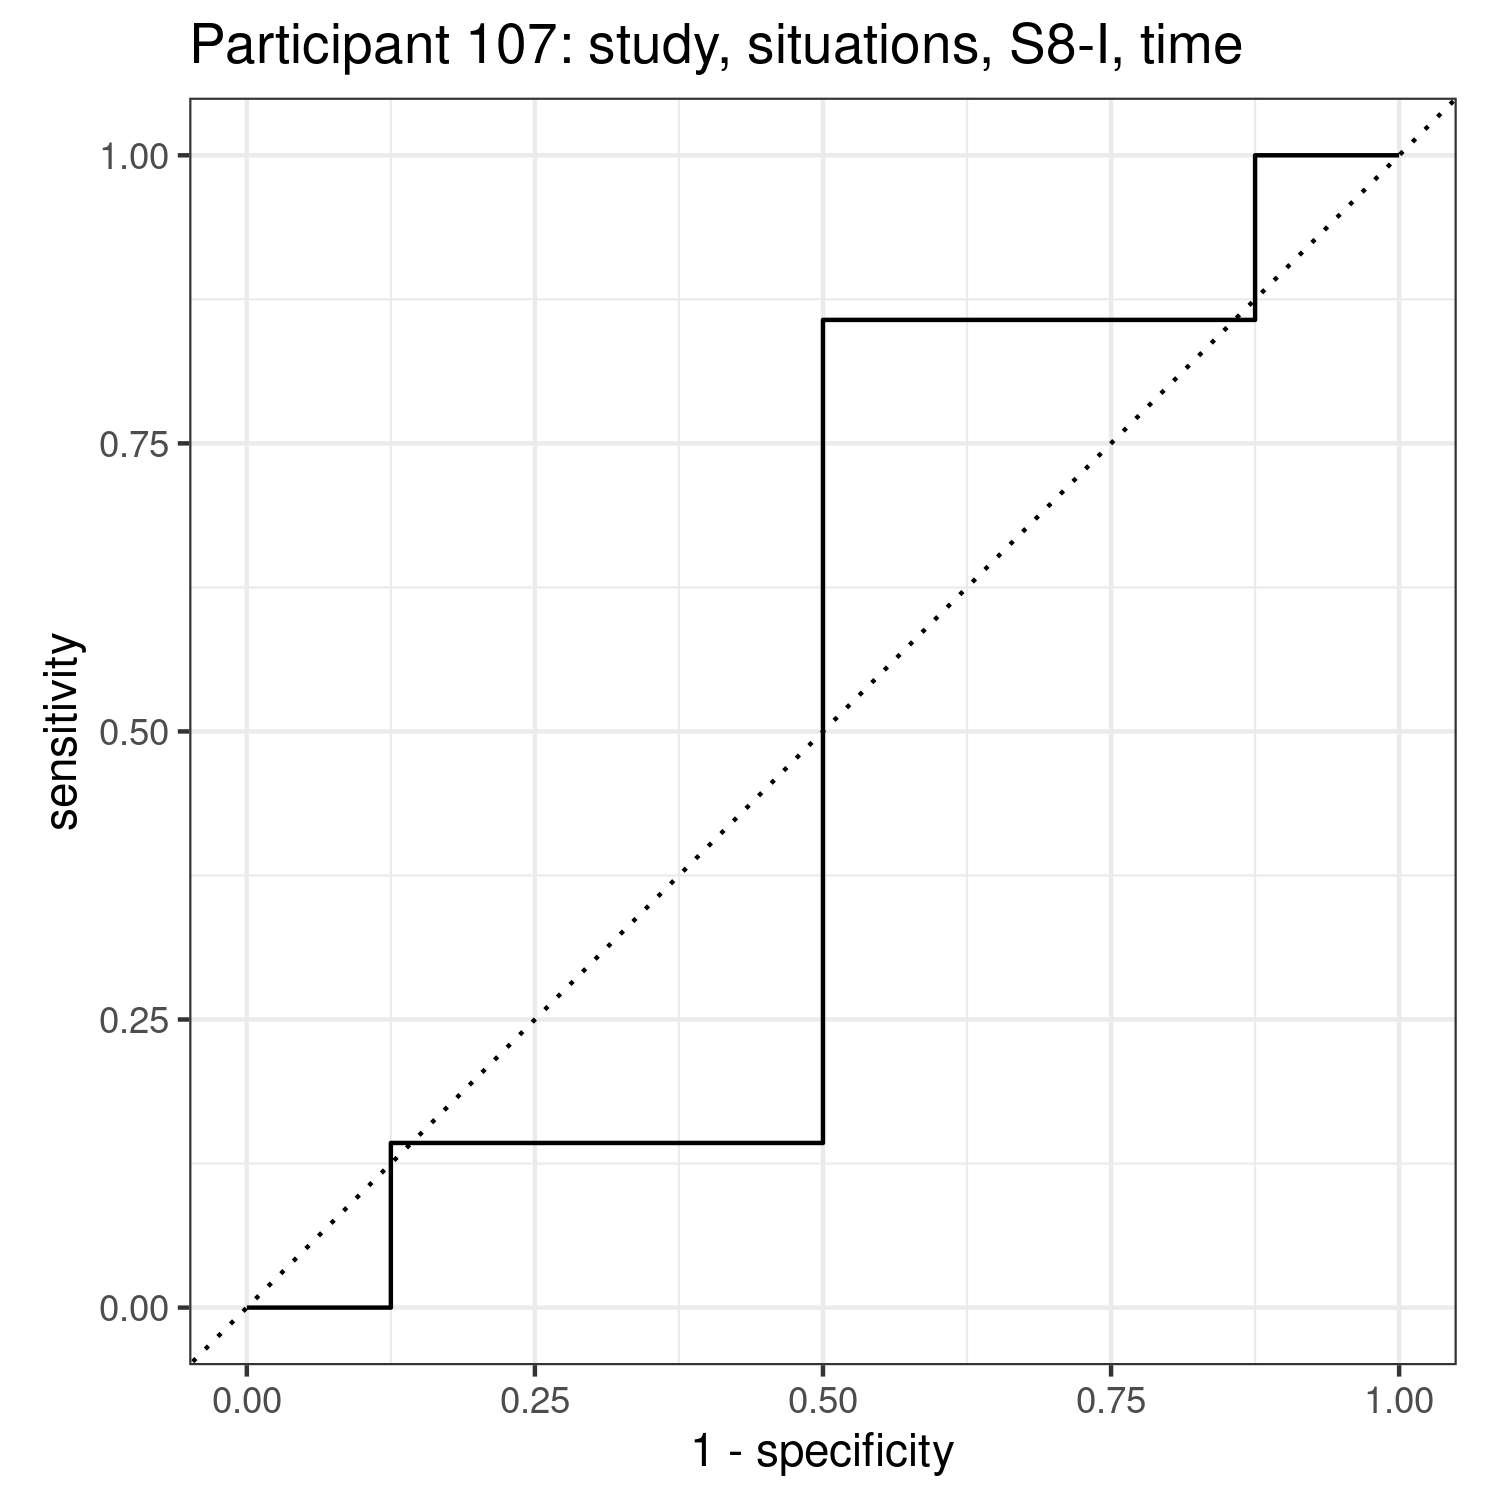 Participant 107: study, situations, S8-I, time
sensitivity
1.00
0.75
0.50
0.25
0.00
0.00 0.25 0.50 0.75 1.00
1 - specificity